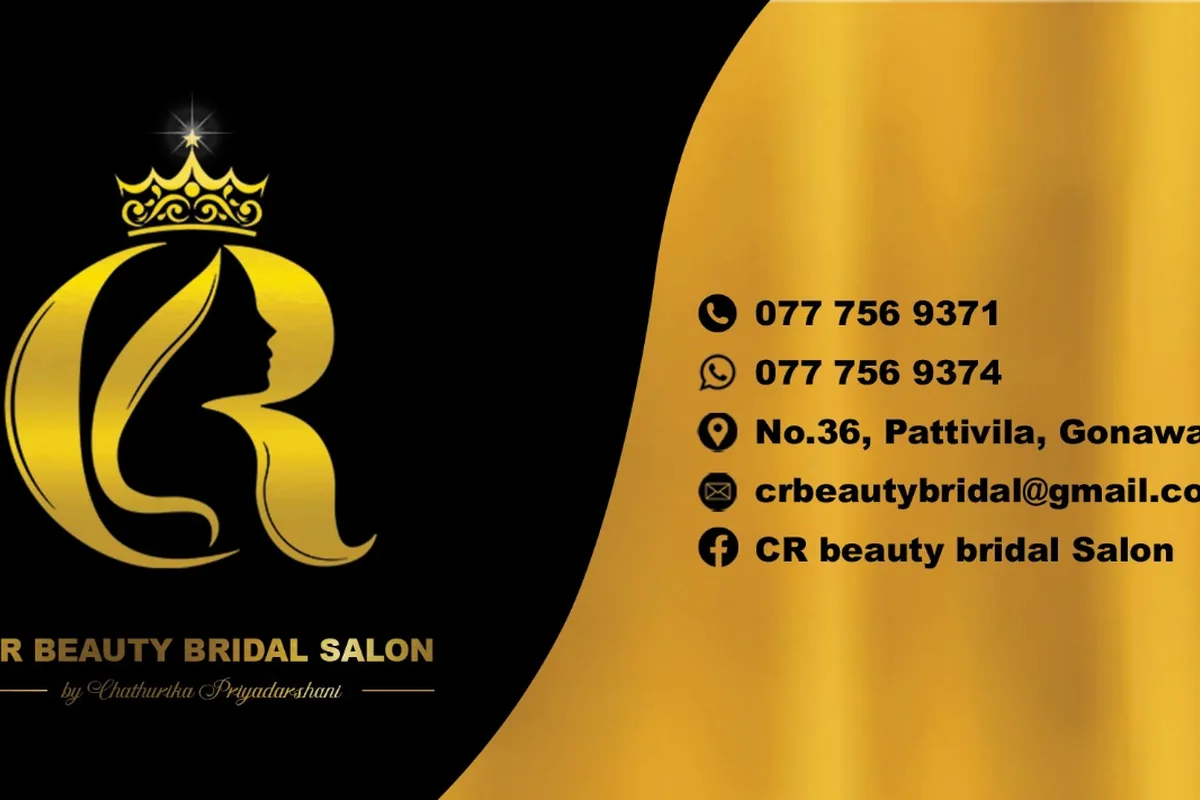 CR
R BEAUTY BRIDAL SALON
by Chathurika Priyadarshani
077 756 9371
077 756 9374
No.36, Pattivila, Gonawa
crbeautybridal@gmail.co
CR beauty bridal Salon